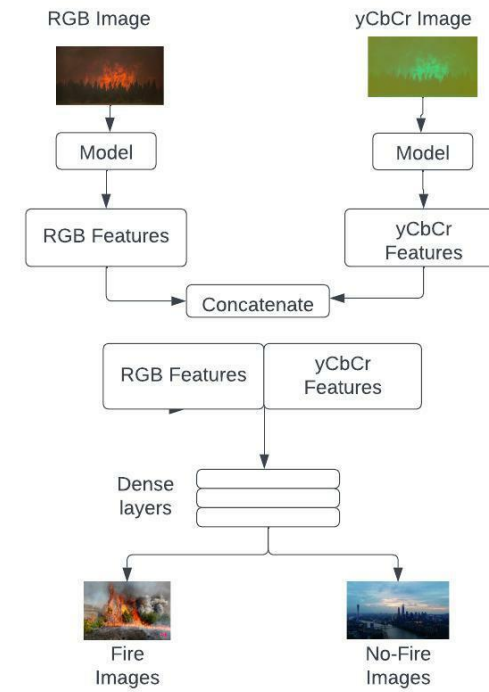 RGB Image
yCbCr Image
Model
Model
RGB Features
yCbCr
Features
Concatenate
RGB Features
yCbCr
Features
Dense
layers
Fire
Images
No-Fire
Images